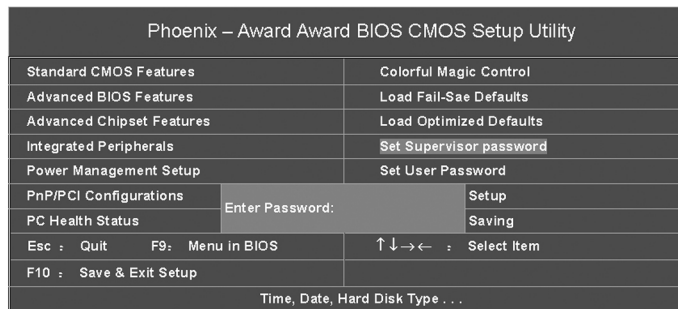 Phoenix – Award Award BIOS CMOS Setup Utility
Standard CMOS Features
Colorful Magic Control
Advanced BIOS Features
Load Fail-Sae Defaults
Advanced Chipset Features
Load Optimized Defaults
Integrated Peripherals
Set Supervisor password
Power Management Setup
Set User Password
PnP/PCI Configurations
Setup
Enter Password:
PC Health Status
Saving
Esc : Quit F9: Menu in BIOS
↑↓→← : Select Item
F10 : Save & Exit Setup
Time, Date, Hard Disk Type . . .